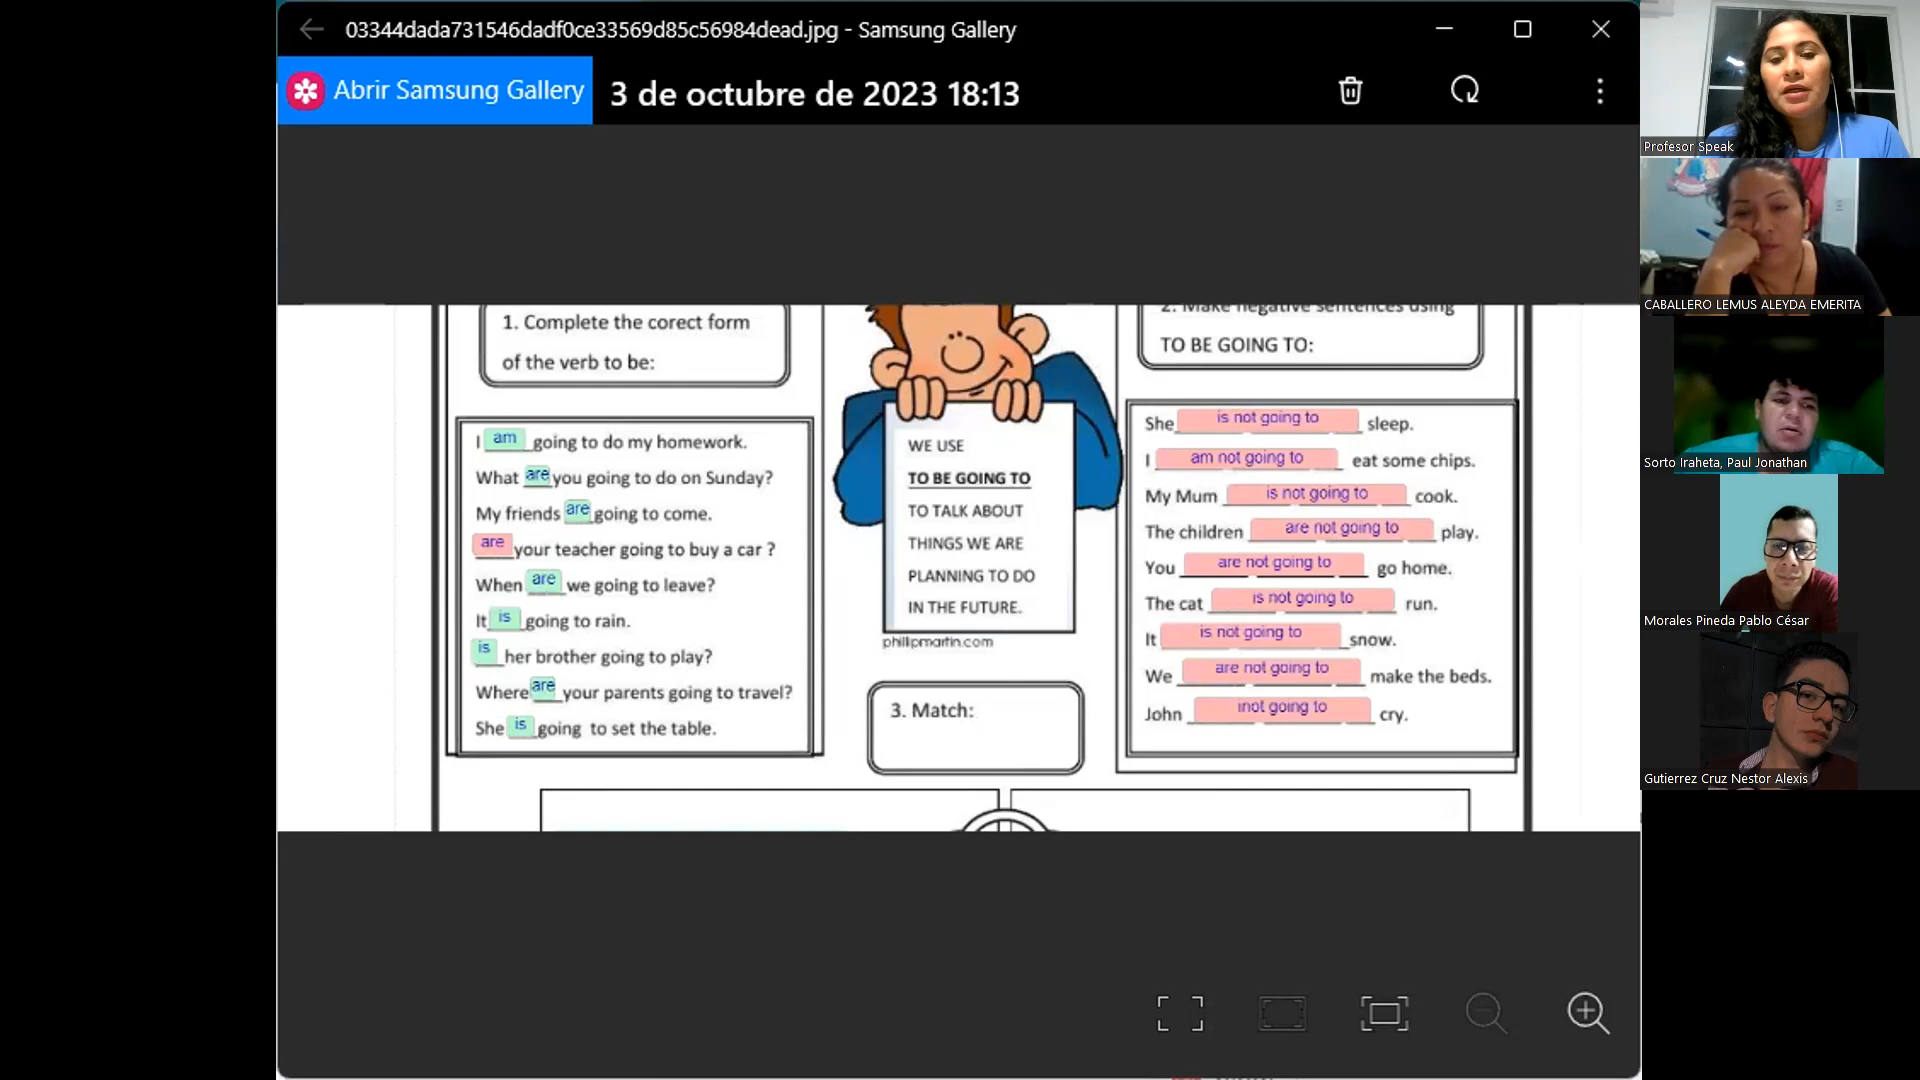 03344dada731546dadf0ce33569d85c56984dead.jpg - Samsung Gallery
Abrir Samsung Gallery
3 de octubre de 2023 18:13
1. Complete the corect form
of the verb to be:
I am going to do my homework.
What are you going to do on Sunday?
My friends are going to come.
are your teacher going to buy a car ?
When are we going to leave?
It is going to rain.
is her brother going to play?
Where are your parents going to travel?
She is going to set the table.
WE USE
TO BE GOING TO
TO TALK ABOUT
THINGS WE ARE
PLANNING TO DO
IN THE FUTURE.
phillipmartin.com
3. Match:
2. Make negative sentences using
TO BE GOING TO:
She is not going to sleep.
I am not going to eat some chips.
My Mum is not going to cook.
The children are not going to play.
You are not going to go home.
The cat is not going to run.
It is not going to snow.
We are not going to make the beds.
John inot going to cry.
Profesor Speak
CABALLERO LEMUS ALEYDA EMERITA
Sorto Iraheta, Paul Jonathan
Morales Pineda Pablo César
Gutierrez Cruz Nestor Alexis